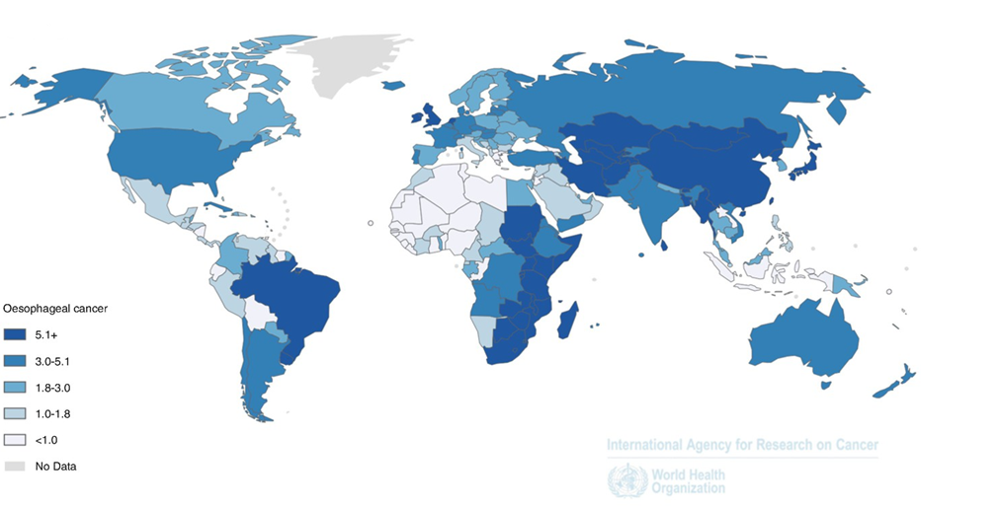 Oesophageal cancer
5.1+
3.0-5.1
1.8-3.0
1.0-1.8
<1.0
No Data
International Agency for Research on Cancer
World Health
Organization